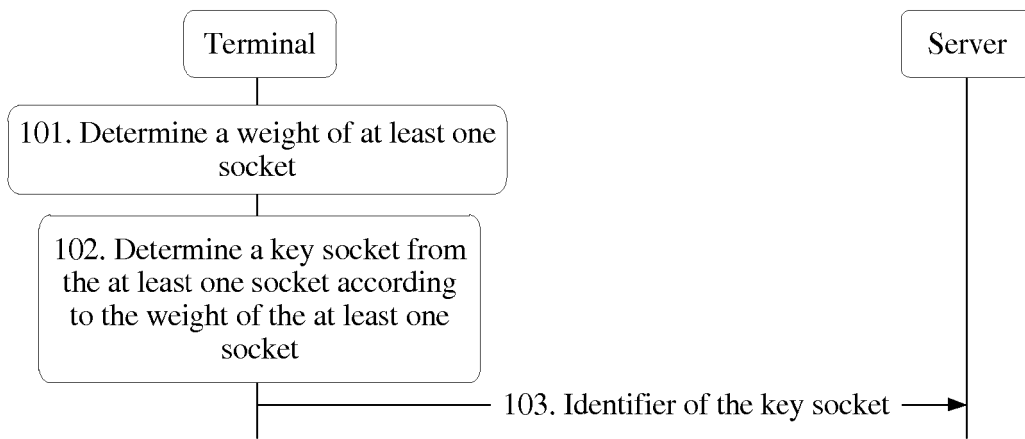 Terminal
Server
101. Determine a weight of at least one
socket
102. Determine a key socket from
the at least one socket according
to the weight of the at least one
socket
103. Identifier of the key socket